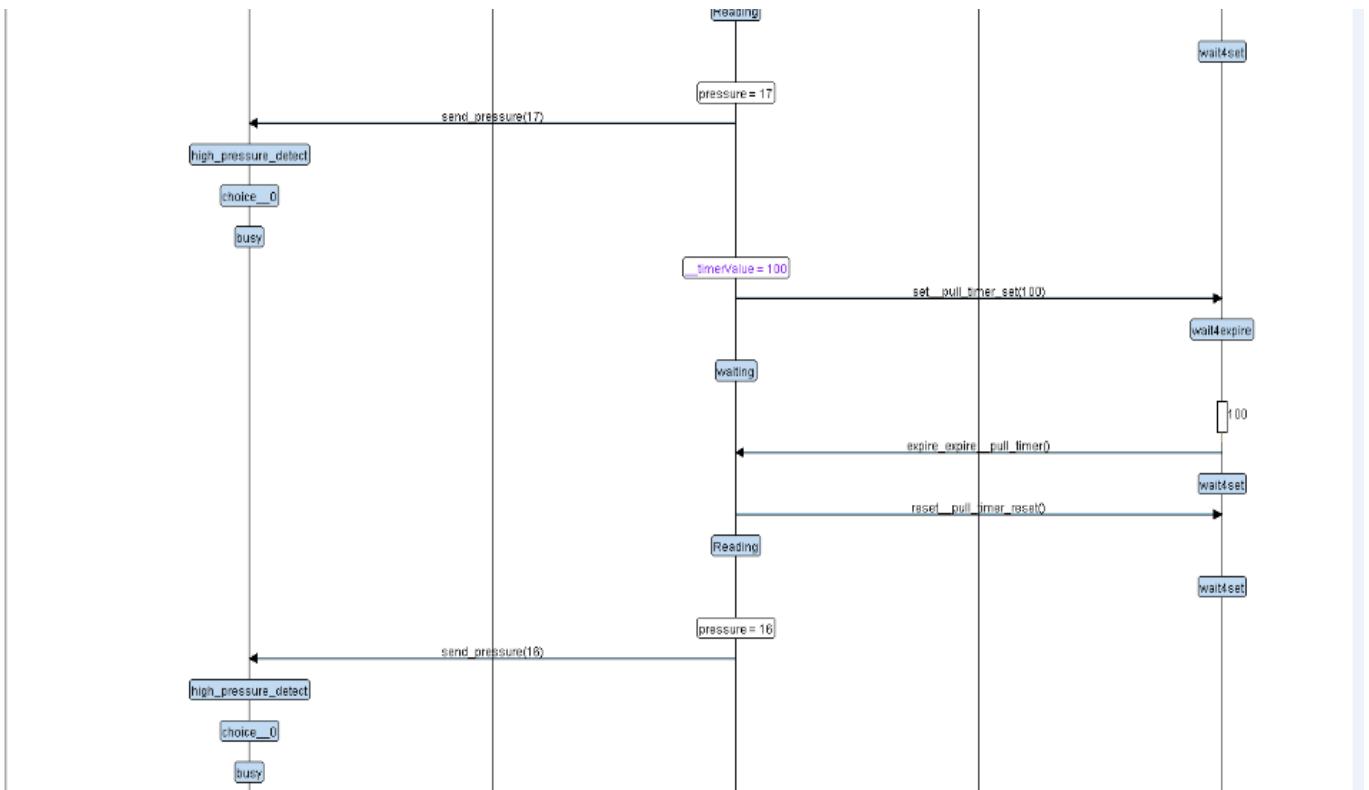 Reading
wait4set
pressure = 17
send_pressure(17)
high_pressure_detect
choice__0
busy
__timerValue = 100
set__pull_timer_set(100)
wait4expire
waiting
100
expire_expire__pull_timer()
wait4set
reset__pull_timer_reset()
Reading
wait4set
pressure = 16
send_pressure(16)
high_pressure_detect
choice__0
busy